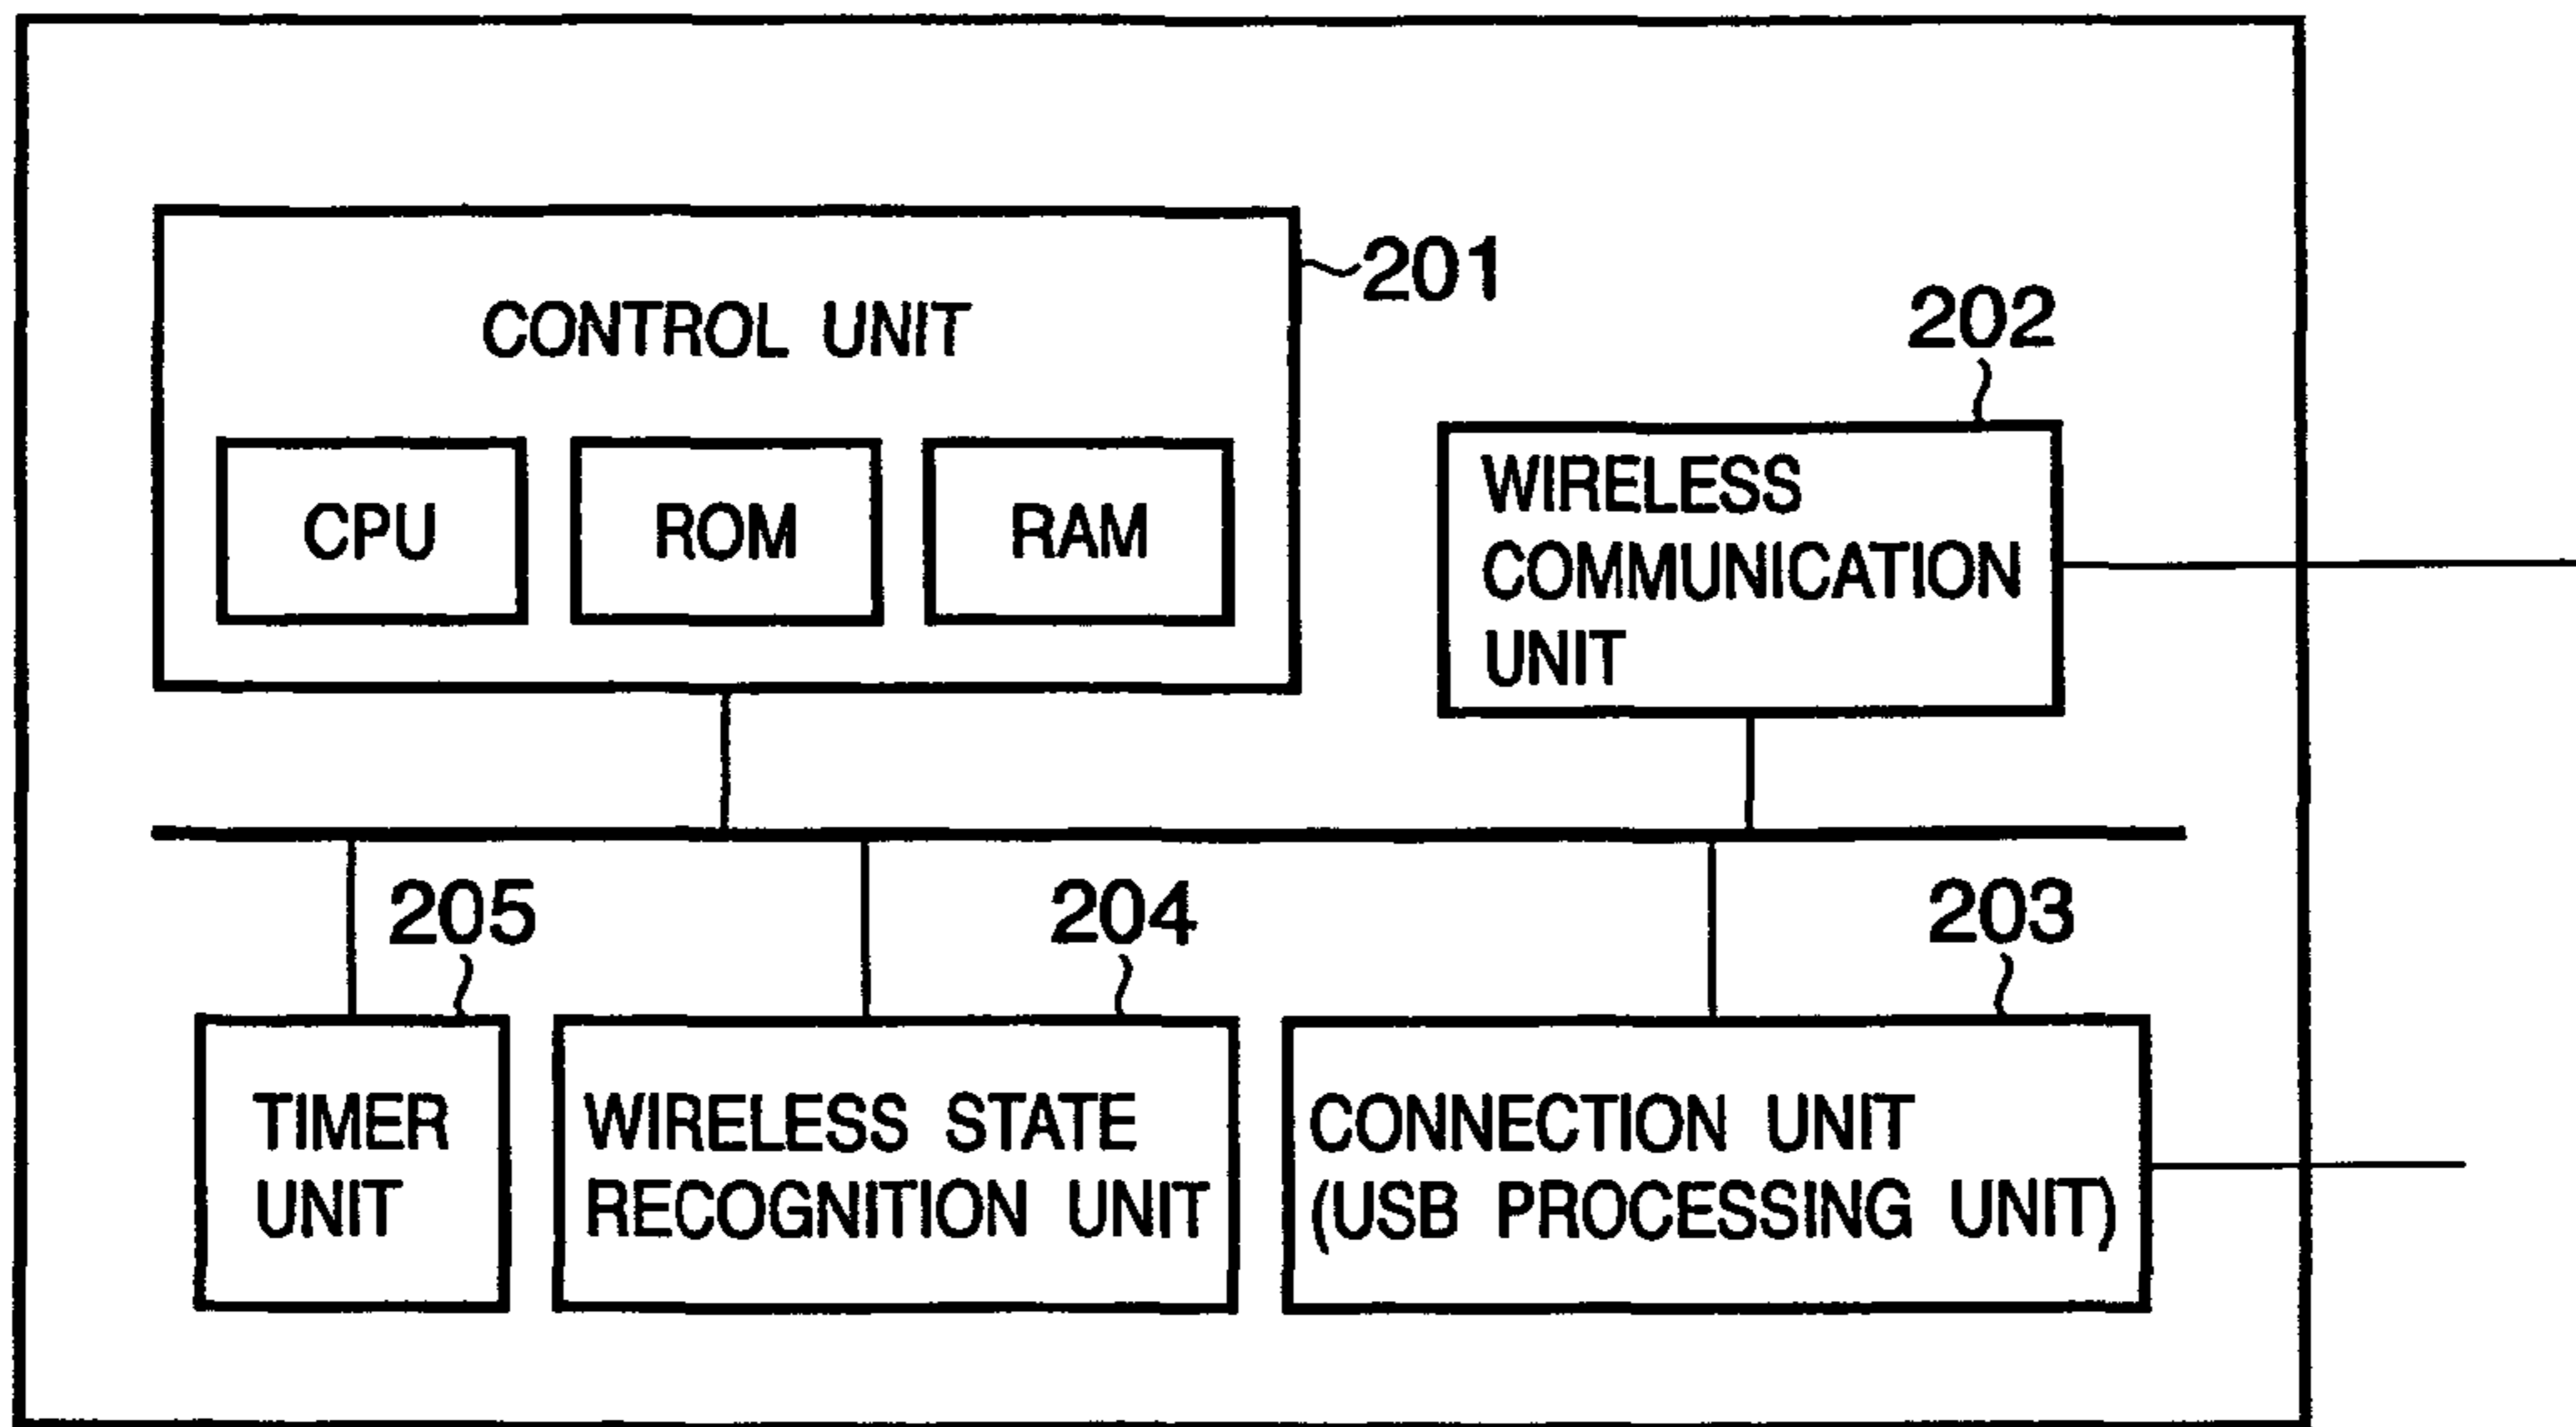 CONTROL UNIT
201
CPU
ROM
RAM
202
WIRELESS
COMMUNICATION
UNIT
205
TIMER
UNIT
204
WIRELESS STATE
RECOGNITION UNIT
203
CONNECTION UNIT
(USB PROCESSING UNIT)